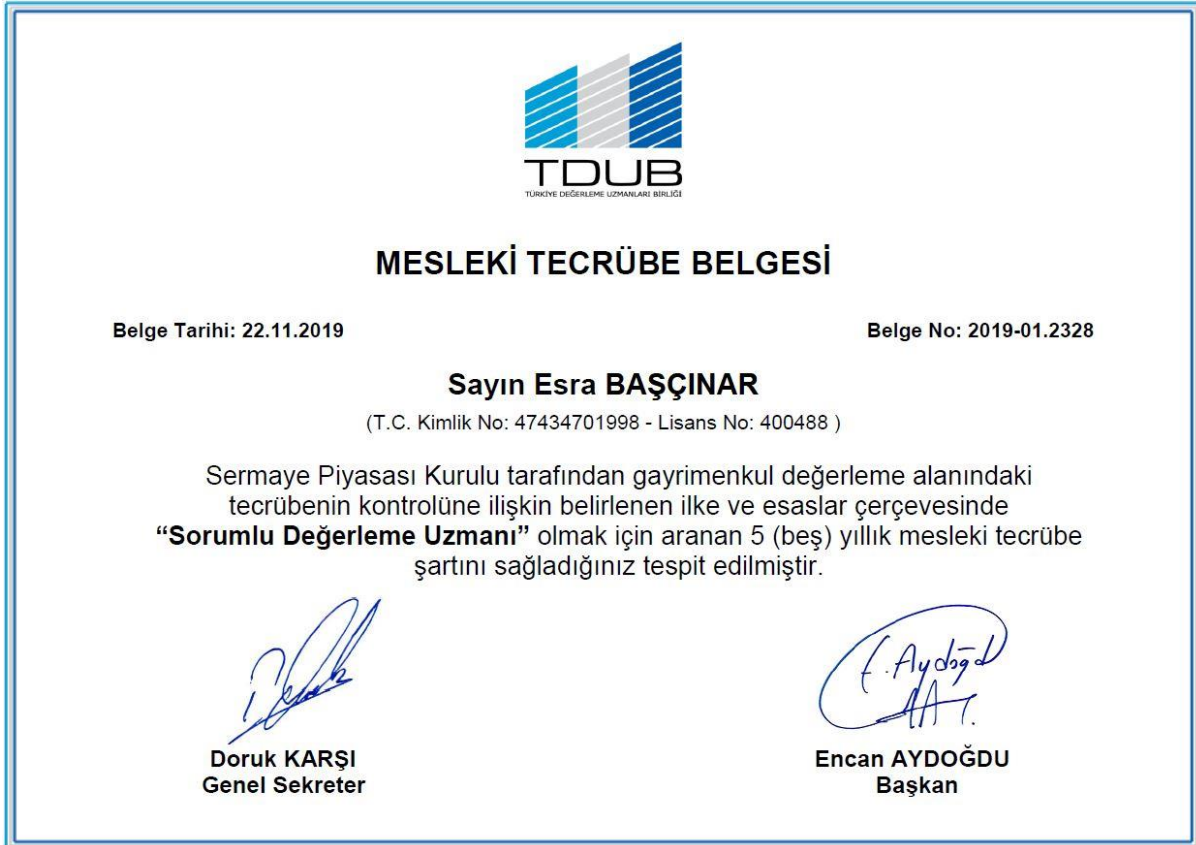 TDUB
TÜRKİYE DEĞERLEME UZMANLARI BİRLİĞİ
MESLEKİ TECRÜBE BELGESİ
Belge Tarihi: 22.11.2019 Belge No: 2019-01.2328
Sayın Esra BAŞÇINAR
(T.C. Kimlik No: 47434701998 - Lisans No: 400488 )
Sermaye Piyasası Kurulu tarafından gayrimenkul değerleme alanındaki
tecrübenin kontrolüne ilişkin belirlenen ilke ve esaslar çerçevesinde
“Sorumlu Değerleme Uzmanı” olmak için aranan 5 (beş) yıllık mesleki tecrübe
şartını sağladığınız tespit edilmiştir.
E. Aydoğd
Doruk KARŞI Encan AYDOĞDU
Genel Sekreter Başkan